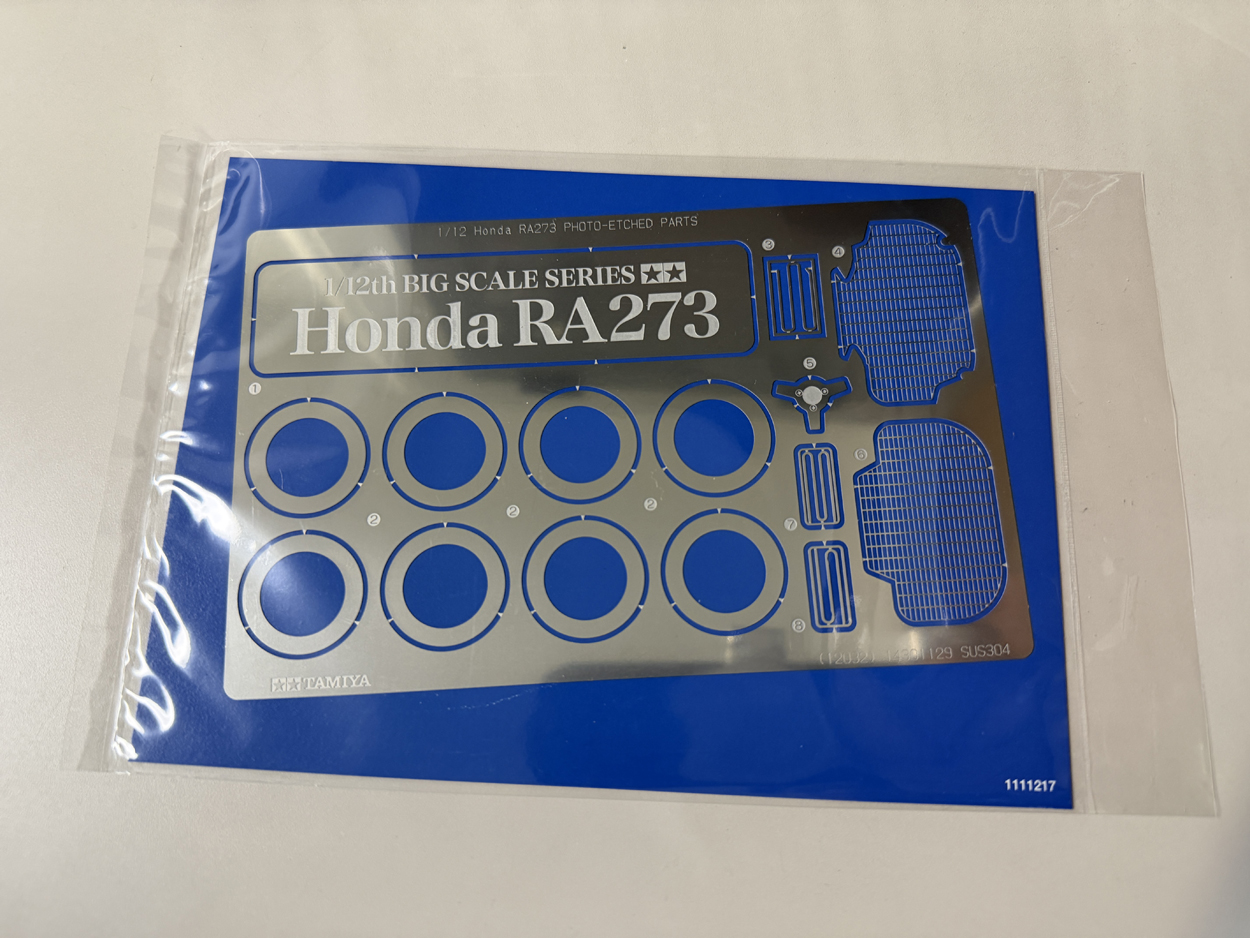 1/12 Honda RA273 PHOTO-ETCHED PARTS
1/12th BIG SCALE SERIES
Honda RA273
1
2
2
2
3
4
5
6
7
8
TAMIYA
SUS304
1111217